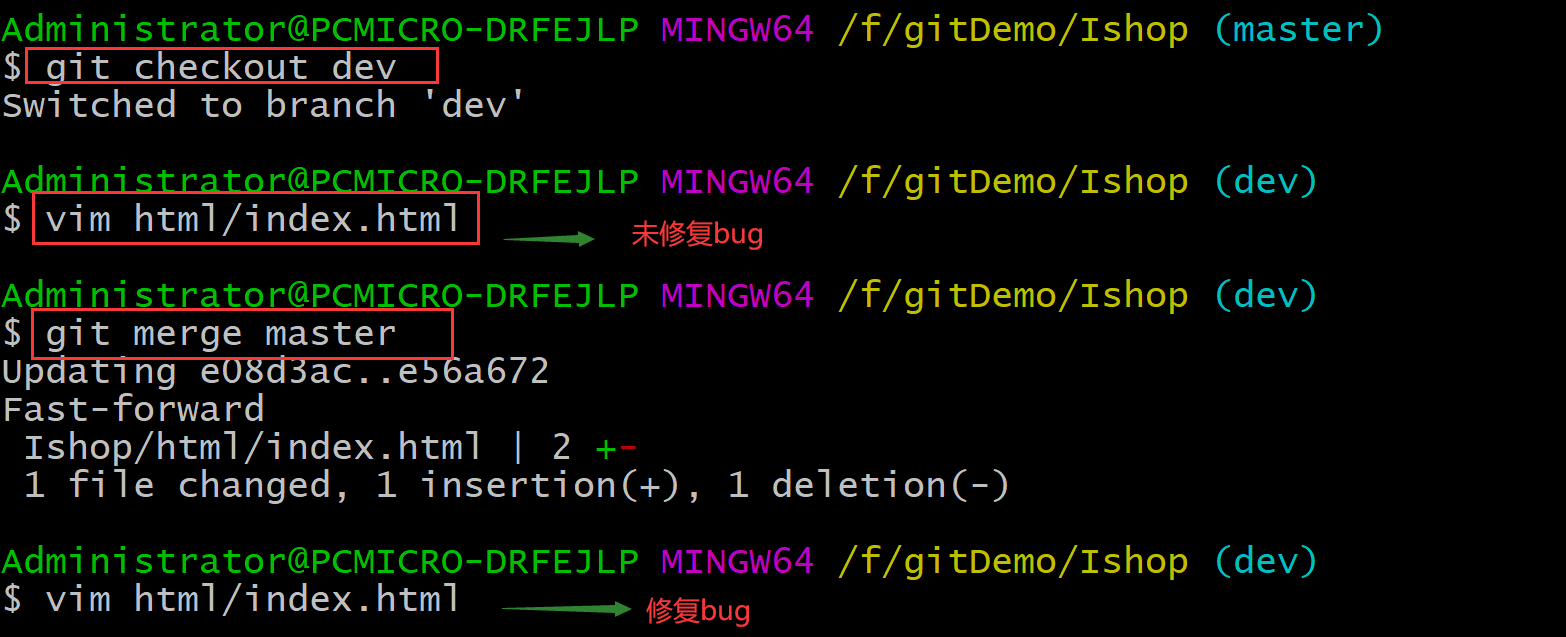 Administrator@PCMICRO-DRFEJLP MINGW64 /f/gitDemo/Ishop (master)
$ git checkout dev
Switched to branch 'dev'
Administrator@PCMICRO-DRFEJLP MINGW64 /f/gitDemo/Ishop (dev)
$ vim html/index.html 未修复bug
Administrator@PCMICRO-DRFEJLP MINGW64 /f/gitDemo/Ishop (dev)
$ git merge master
Updating e08d3ac..e56a672
Fast-forward
Ishop/html/index.html | 2 +-
1 file changed, 1 insertion(+), 1 deletion(-)
Administrator@PCMICRO-DRFEJLP MINGW64 /f/gitDemo/Ishop (dev)
$ vim html/index.html 修复bug